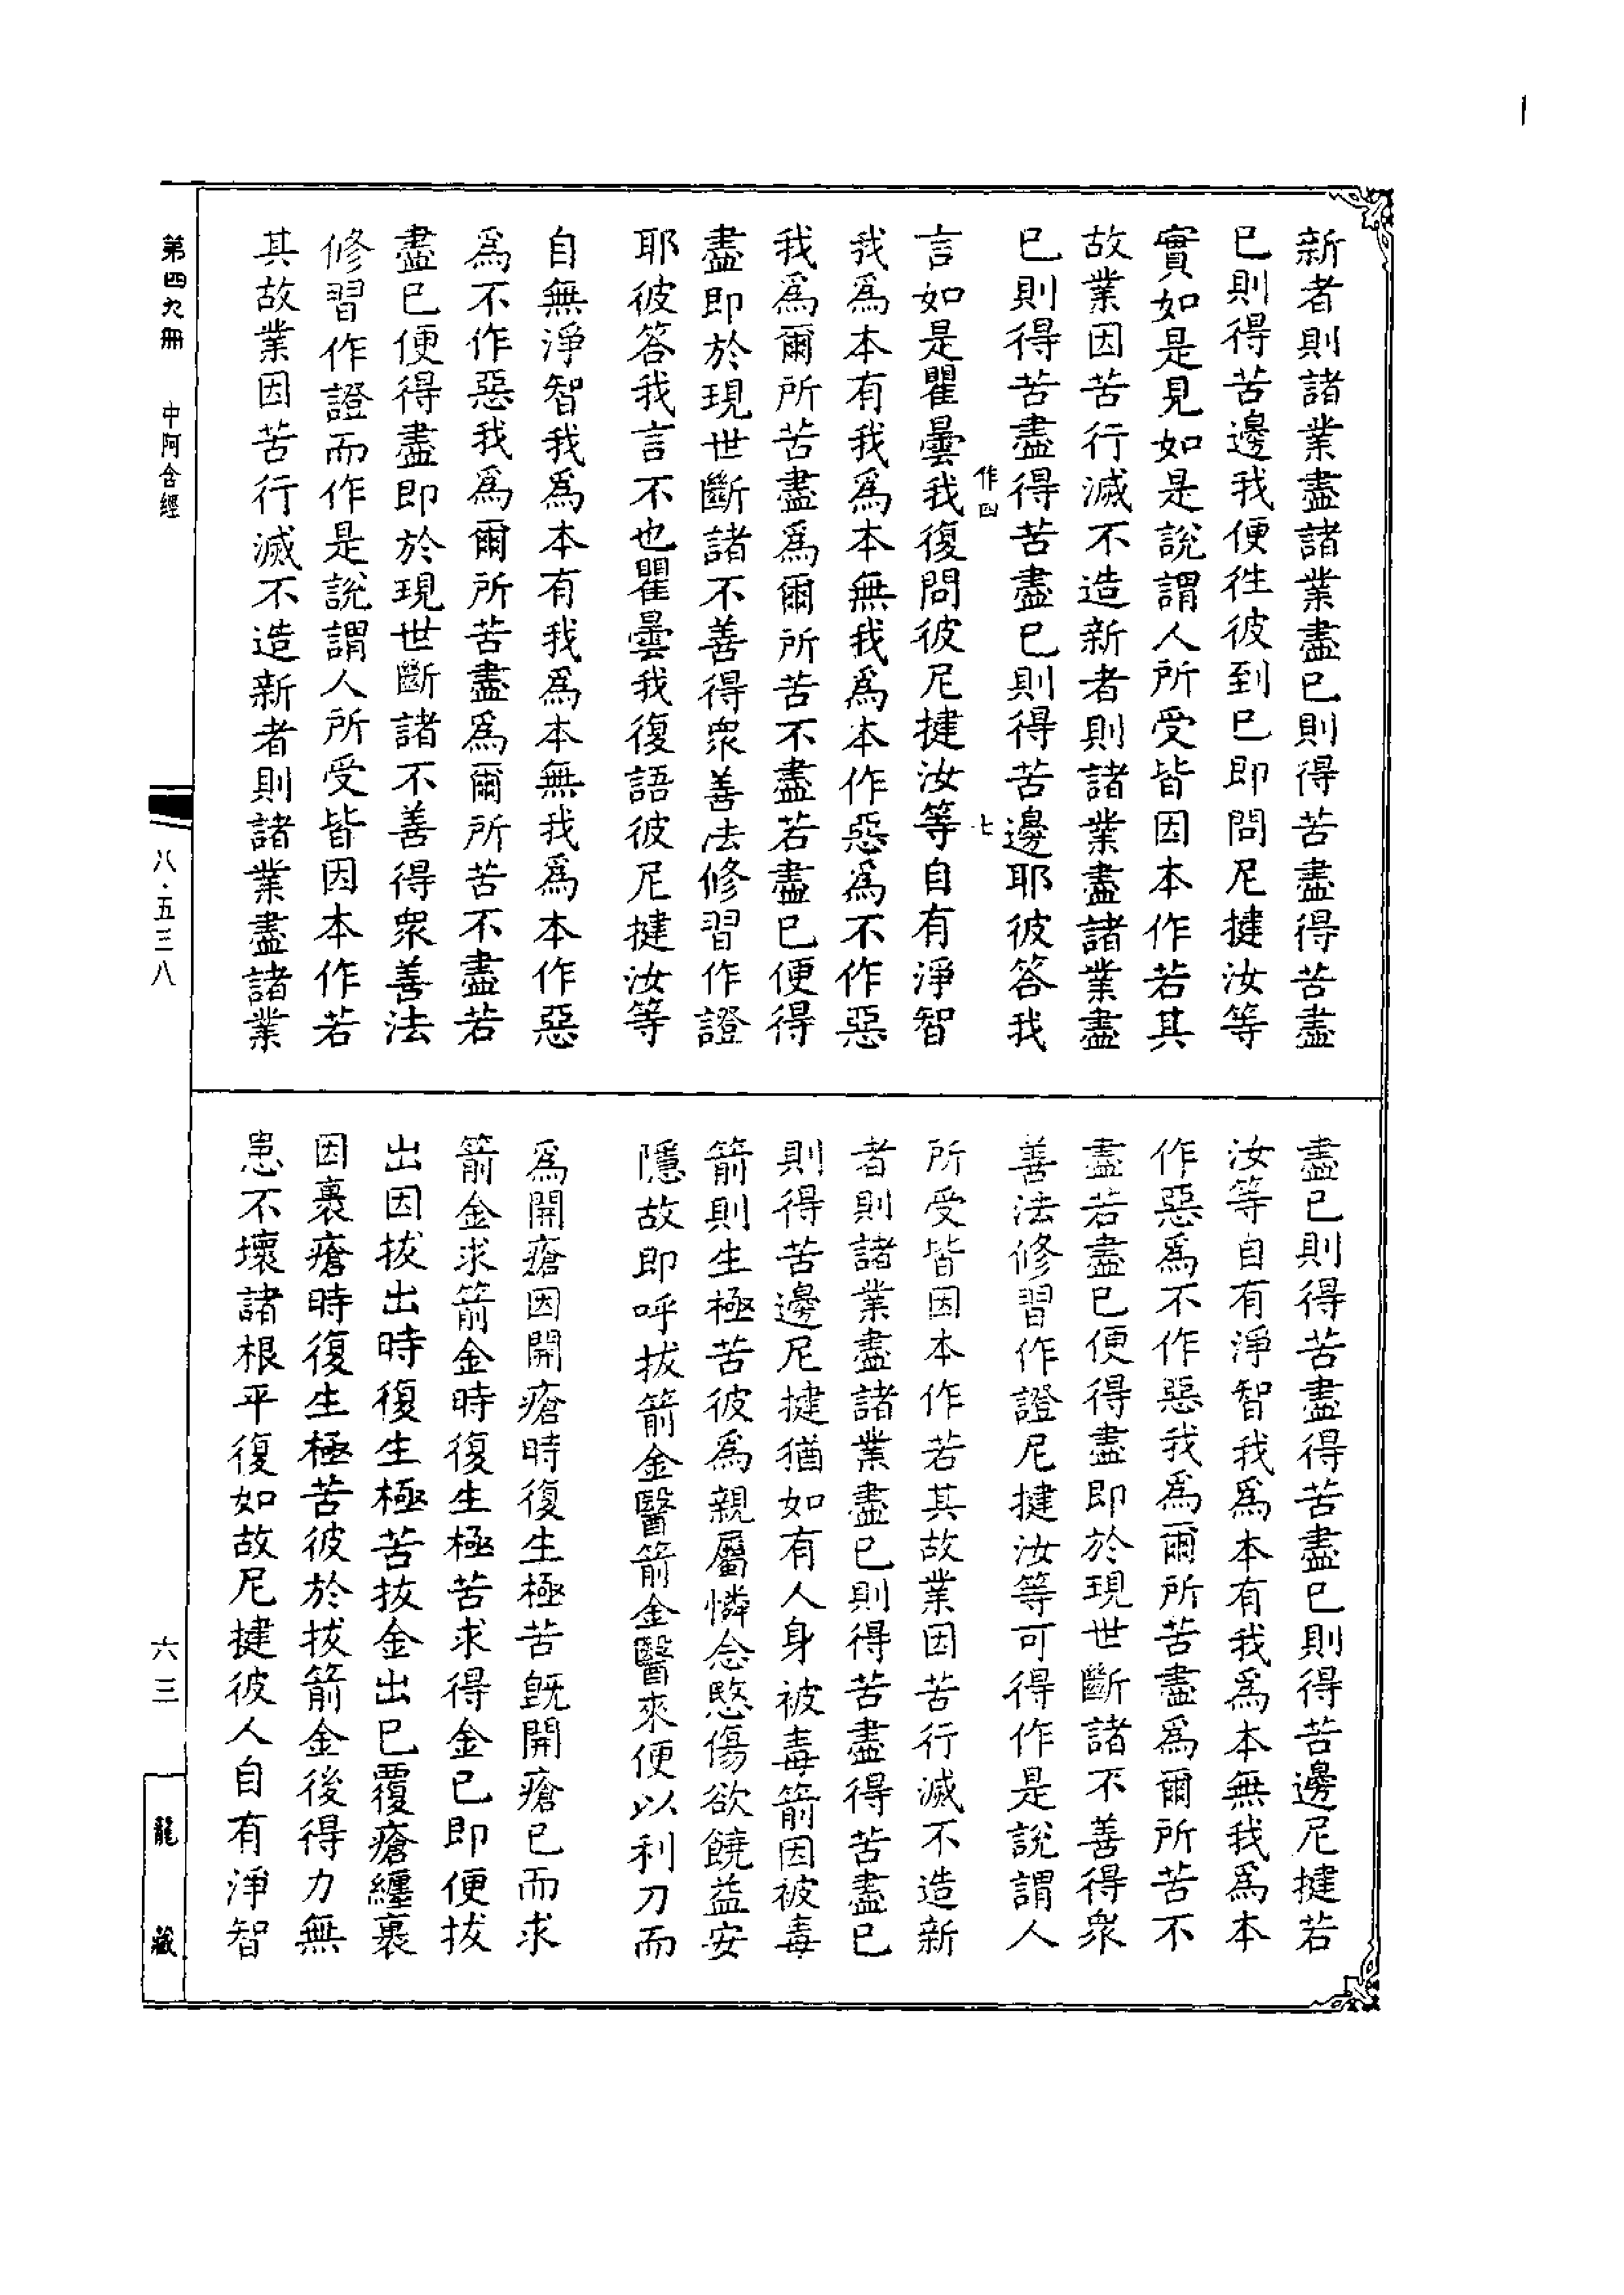 新者則諸業盡諸業盡已則得苦盡得苦盡
已則得苦邊我便徃彼到已即問尼揵汝等
實如是見如是說謂人所受皆因本作若其
故業因苦行滅不造新者則諸業盡諸業盡
已則得苦盡得苦盡已則得苦邊耶彼答我
作四 七
言如是瞿曇我復問彼尼揵汝等自有淨智
我為本有我為本無我為本作惡為不作惡
我為爾所苦盡為爾所苦不盡若盡已便得
盡即於現世斷諸不善得眾善法修習作證
耶彼答我言不也瞿曇我復語彼尼揵汝等
自無淨智我為本有我為本無我為本作惡
為不作惡我為爾所苦盡為爾所苦不盡若
盡已便得盡即於現世斷諸不善得眾善法
修習作證而作是說謂人所受皆因本作若
其故業因苦行滅不造新者則諸業盡諸業
盡已則得苦盡得苦盡已則得苦邊尼揵若
汝等自有淨智我為本有我為本無我為本
作惡為不作惡我為爾所苦盡為爾所苦不
盡若盡已便得盡即於現世斷諸不善得眾
善法修習作證尼揵汝等可得作是說謂人
所受皆因本作若其故業因苦行滅不造新
者則諸業盡諸業盡已則得苦盡得苦盡已
則得苦邊尼揵猶如有人身被毒箭因被毒
箭則生極苦彼為親屬憐念愍傷欲饒益安
隱故即呼拔箭金醫箭金醫來便以利刀而
為開瘡因開瘡時復生極苦既開瘡已而求
箭金求箭金時復生極苦求得金已即便拔
出因拔出時復生極苦拔金出已覆瘡纏裹
因裹瘡時復生極苦彼於拔箭金後得力無
患不壞諸根平復如故尼揵彼人自有淨智
第四九冊 中阿含經 八·五三八 六三 龍藏